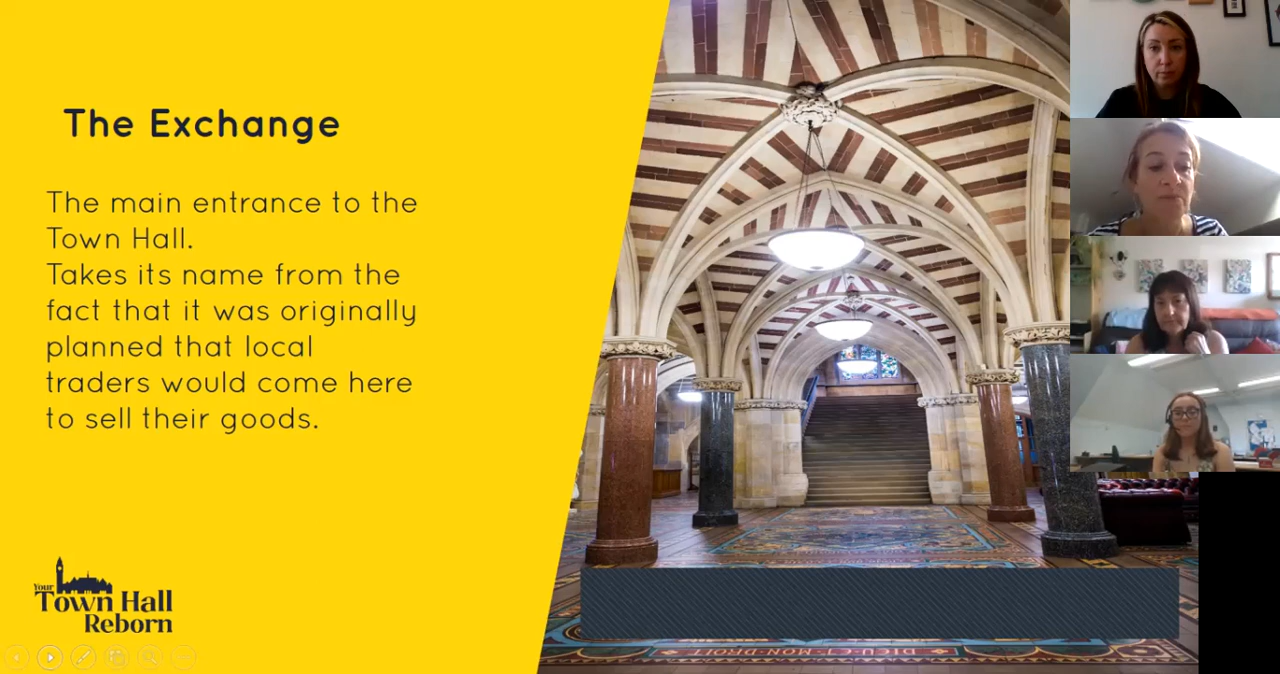 The Exchange
The main entrance to the
Town Hall.
Takes its name from the
fact that it was originally
planned that local
traders would come here
to sell their goods.
Your
Town Hall
Reborn
DIEU·ET·MON·DROIT